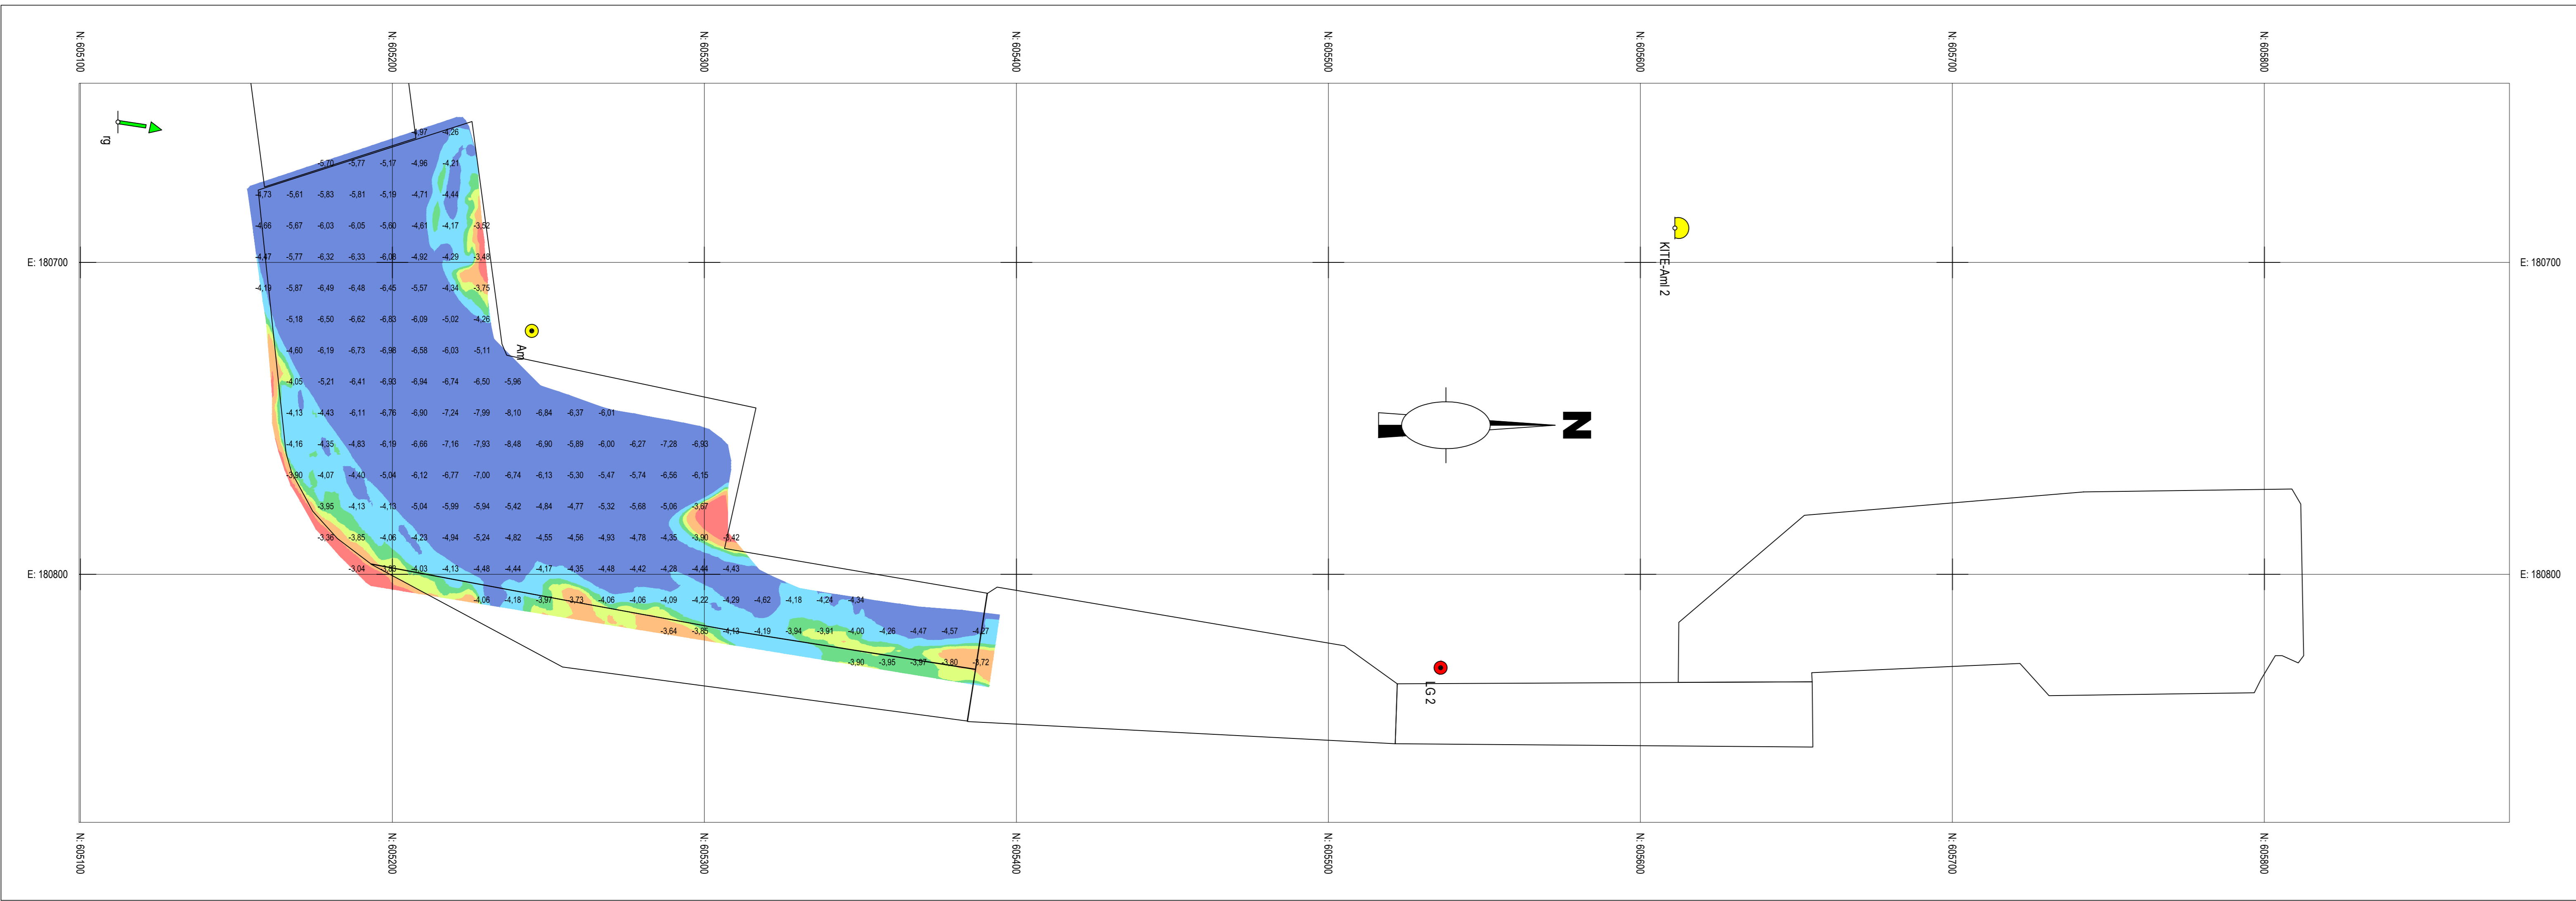 N: 605100 N: 605200 N: 605300 N: 605400 N: 605500 N: 605600 N: 605700 N: 605800
rg
-4,97 -4,26
-5,70 -5,77 -5,17 -4,96 -4,21
-4,73 -5,61 -5,83 -5,81 -5,19 -4,71 -4,44
-4,66 -5,67 -6,03 -6,05 -5,60 -4,61 -4,17 -3,52
-4,47 -5,77 -6,32 -6,33 -6,08 -4,92 -4,29 -3,48
E: 180700 E: 180700
KITE-Aml 2
-4,19 -5,87 -6,49 -6,48 -6,45 -5,57 -4,34 -3,75
-5,18 -6,50 -6,62 -6,83 -6,09 -5,02 -4,26
Am
-4,60 -6,19 -6,73 -6,98 -6,58 -6,03 -5,11
-4,05 -5,21 -6,41 -6,93 -6,94 -6,74 -6,50 -5,96
-4,13 -4,43 -6,11 -6,76 -6,90 -7,24 -7,99 -8,10 -6,84 -6,37 -6,01
N
-4,16 -4,35 -4,83 -6,19 -6,66 -7,16 -7,93 -8,48 -6,90 -5,89 -6,00 -6,27 -7,28 -6,93
-3,90 -4,07 -4,40 -5,04 -6,12 -6,77 -7,00 -6,74 -6,13 -5,30 -5,47 -5,74 -6,56 -6,15
-3,95 -4,13 -4,13 -5,04 -5,99 -5,94 -5,42 -4,84 -4,77 -5,32 -5,68 -5,06 -3,67
-3,36 -3,85 -4,06 -4,23 -4,94 -5,24 -4,82 -4,55 -4,56 -4,93 -4,78 -4,35 -3,90 -3,42
-3,04 -3,83 -4,03 -4,13 -4,48 -4,44 -4,17 -4,35 -4,48 -4,42 -4,28 -4,44 -4,43
E: 180800 E: 180800
-4,06 -4,18 -3,97 -3,73 -4,06 -4,06 -4,09 -4,22 -4,29 -4,62 -4,18 -4,24 -4,34
-3,64 -3,85 -4,13 -4,19 -3,94 -3,91 -4,00 -4,26 -4,47 -4,57 -4,27
-3,90 -3,95 -3,97 -3,80 -3,72
LG 2
N: 605100 N: 605200 N: 605300 N: 605400 N: 605500 N: 605600 N: 605700 N: 605800